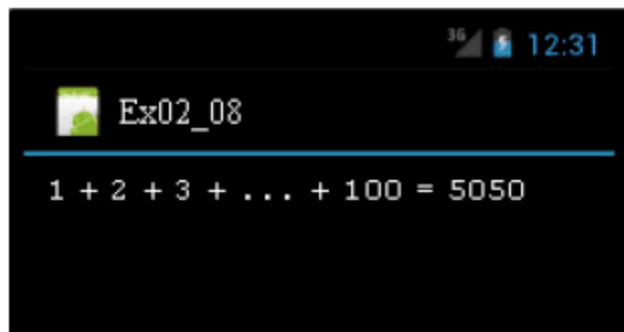 3G 12:31
Ex02_08
1 + 2 + 3 + ... + 100 = 5050